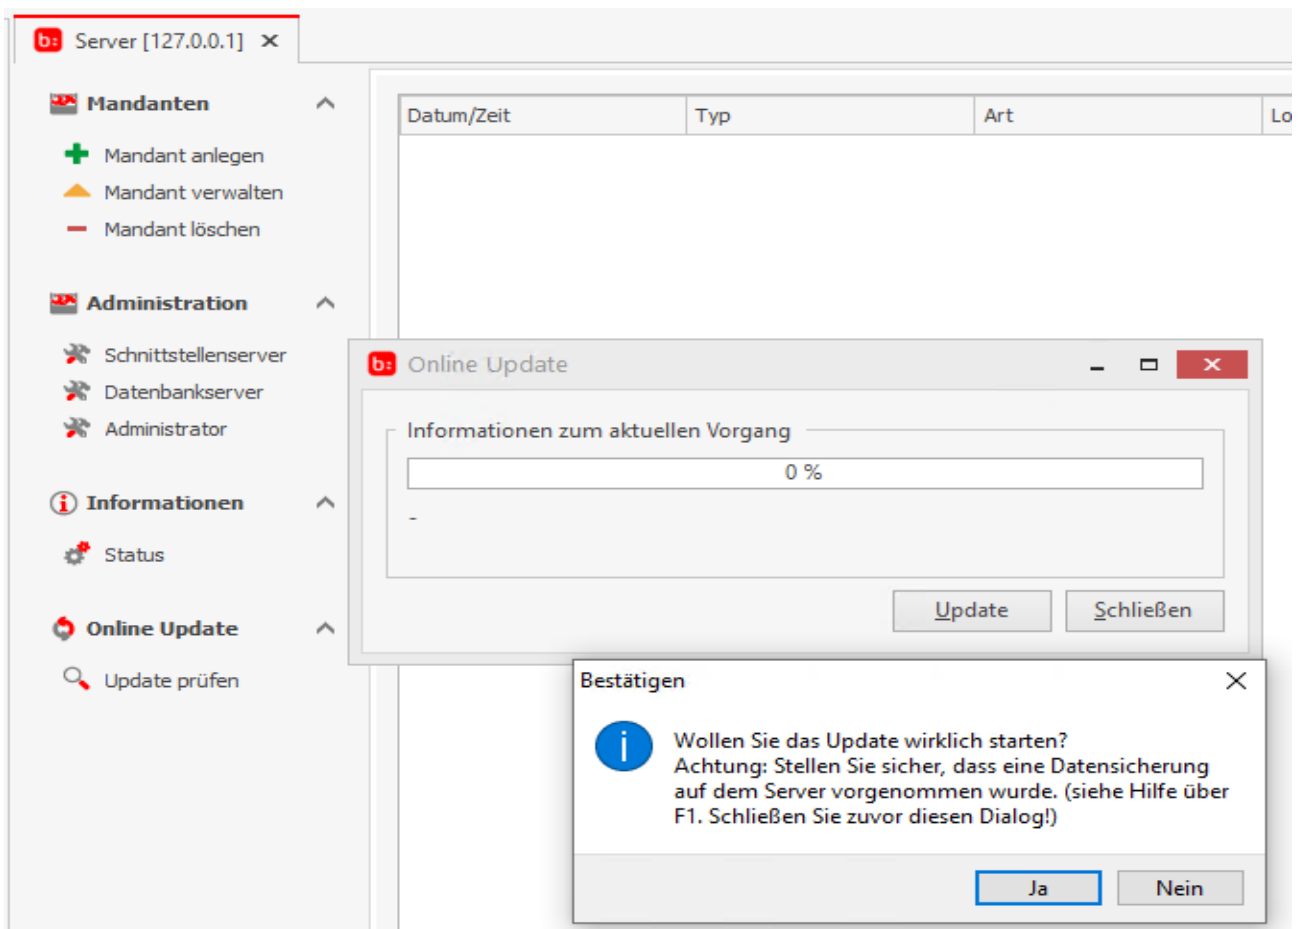 b:
Server [127.0.0.1]
Mandanten
Mandant anlegen
Mandant verwalten
Mandant löschen
Administration
Schnittstellenserver
Datenbankserver
Administrator
Informationen
Status
Online Update
Update prüfen
Datum/Zeit Typ Art Lo
b: Online Update
Informationen zum aktuellen Vorgang
0 %
-
Update Schließen
Bestätigen
Wollen Sie das Update wirklich starten?
Achtung: Stellen Sie sicher, dass eine Datensicherung
auf dem Server vorgenommen wurde. (siehe Hilfe über
F1. Schließen Sie zuvor diesen Dialog!)
Ja Nein